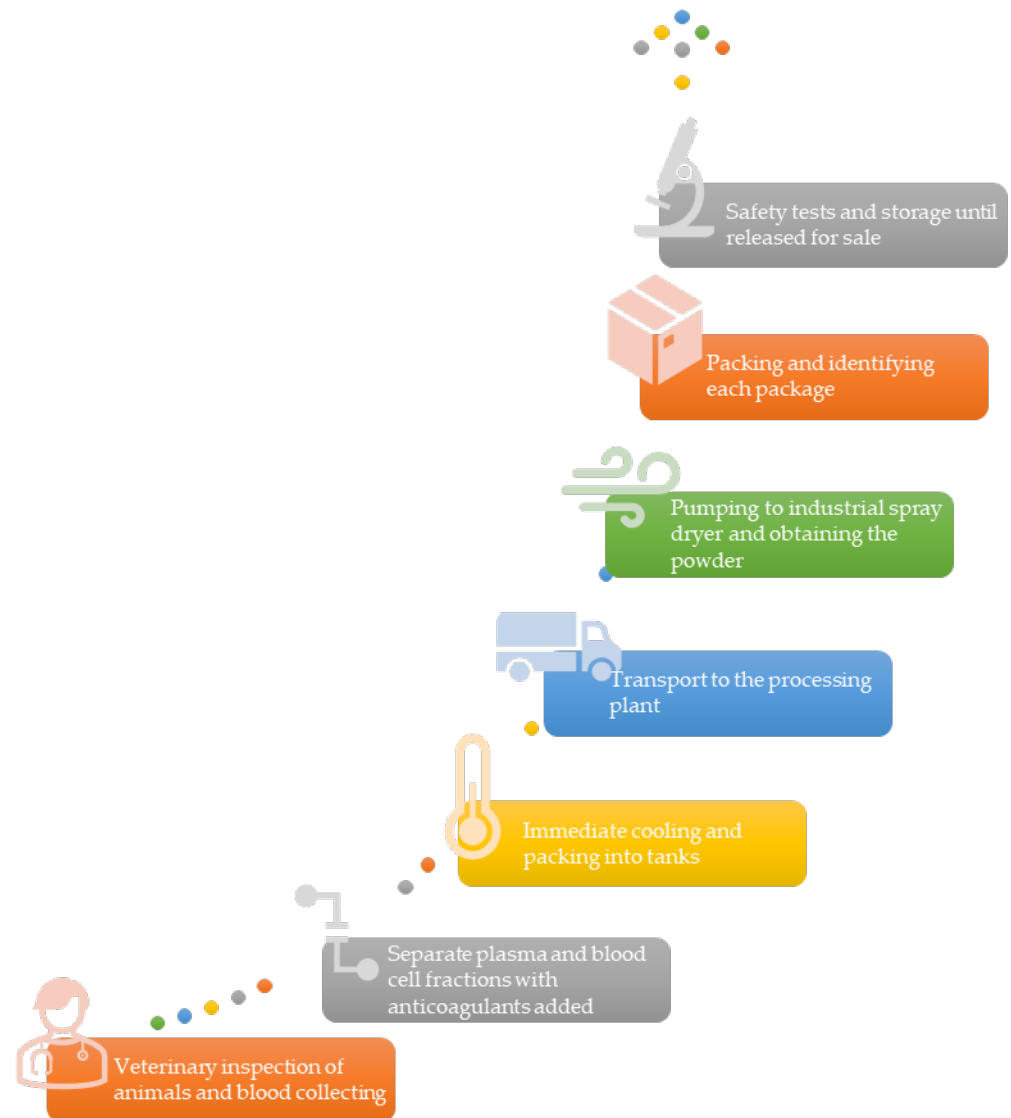 Safety tests and storage until
released for sale
Packing and identifying
each package
Pumping to industrial spray
dryer and obtaining the
powder
Transport to the processing
plant
Immediate cooling and
packing into tanks
Separate plasma and blood
cell fractions with
anticoagulants added
Veterinary inspection of
animals and blood collecting